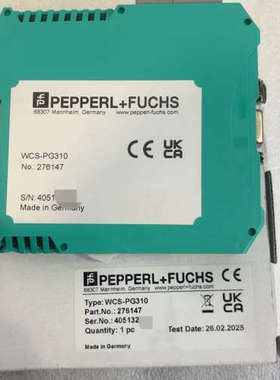 PEPPERL+FUCHS
68307 Mannheim, Germany www.pepperl-fuchs.com
WCS-PG310
No.: 276147
CE UK CA
S/N: 4051
Made in Germany
PEPPERL+FUCHS
68307 Mannheim, Germany www.pepperl-fuchs.com
Type: WCS-PG310
Part.No.: 276147
Ser.No.: 405132
Quantity: 1 pc
Made in Germany
CE UK CA
Test Date: 26.02.2025